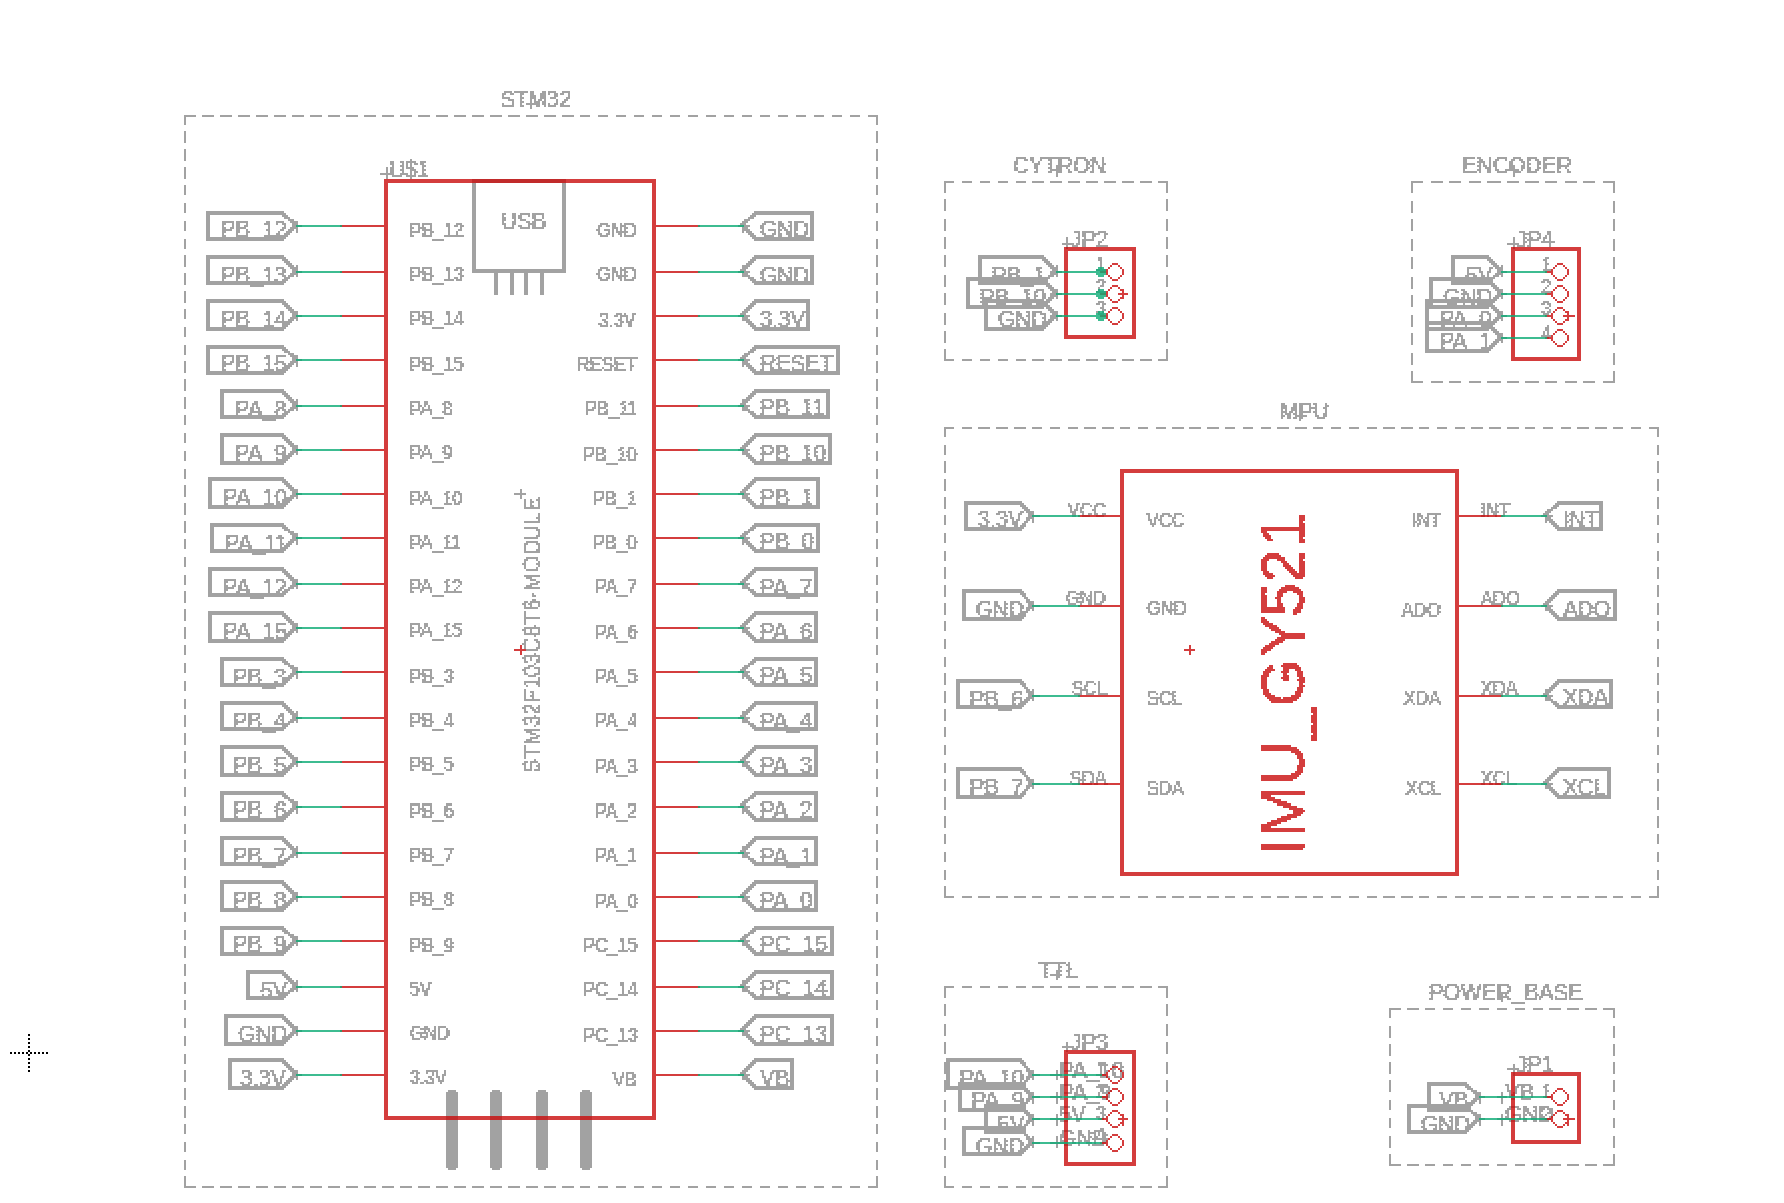 STM32
U$1
USB
PB_12 PB_12 GND GND
PB_13 PB_13 GND GND
PB_14 PB_14 3.3V 3.3V
PB_15 PB_15 RESET RESET
PA_8 PA_8 PB_11 PB_11
PA_9 PA_9 PB_10 PB_10
PA_10 PA_10 PB_1 PB_1
PA_11 PA_11 PB_0 PB_0
PA_12 PA_12 PA_7 PA_7
PA_15 PA_15 PA_6 PA_6
PB_3 PB_3 PA_5 PA_5
PB_4 PB_4 PA_4 PA_4
PB_5 PB_5 PA_3 PA_3
PB_6 PB_6 PA_2 PA_2
PB_7 PB_7 PA_1 PA_1
PB_8 PB_8 PA_0 PA_0
PB_9 PB_9 PC_15 PC_15
5V 5V PC_14 PC_14
GND GND PC_13 PC_13
3.3V 3.3V VB VB
STM32F103C8T6-MODULE
CYTRON
JP2
PB_1 1
PB_10 2
GND 3
ENCODER
JP4
5V 1
GND 2
PA_0 3
PA_1 4
MPU
3.3V VCC VCC INT INT INT
GND GND GND ADO ADO ADO
PB_6 SCL SCL XDA XDA XDA
PB_7 SDA SDA XCL XCL XCL
IMU_GY521
TTL
JP3
PA_10 PA_10
PA_9 PA_9
5V 5V 3
GND GND 4
POWER_BASE
JP1
VB VB 1
GND GND